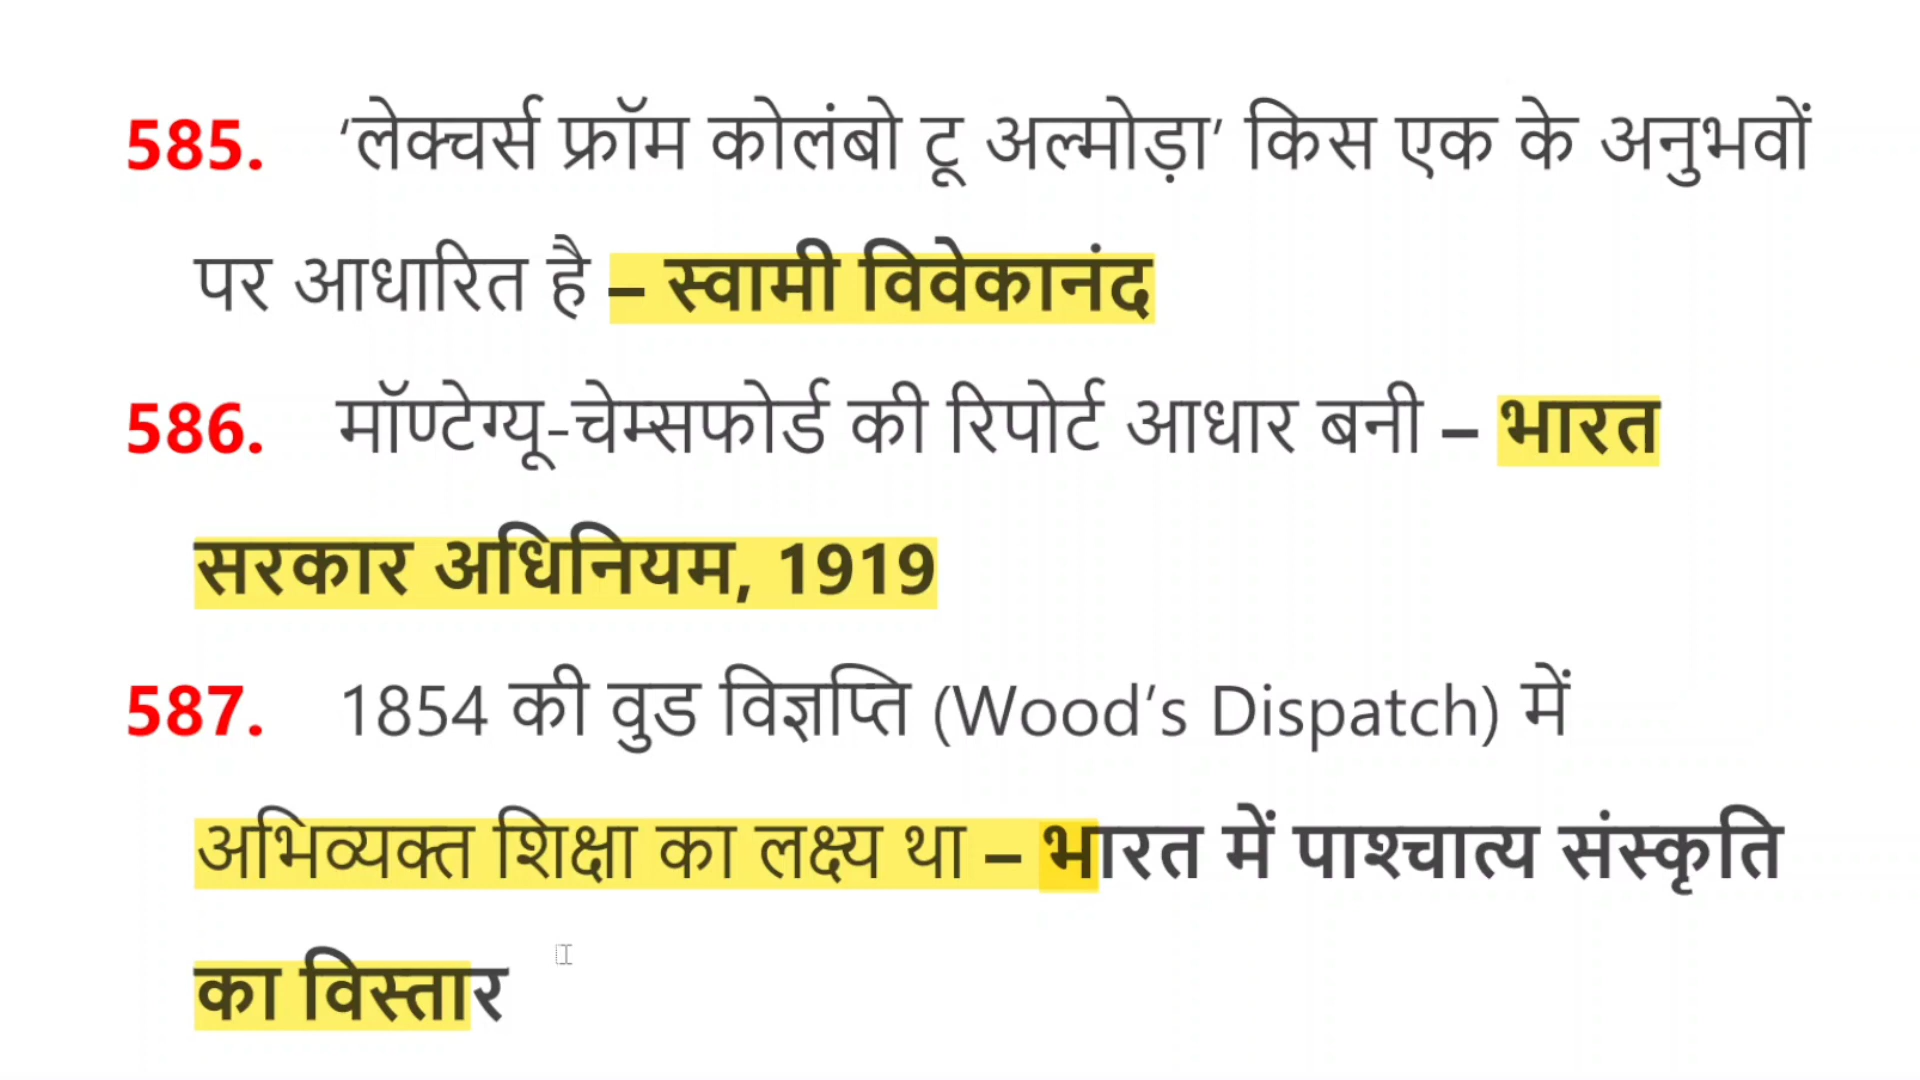 585. ‘लेक्चर्स फ्रॉम कोलंबो टू अल्मोड़ा’ किस एक के अनुभवों
पर आधारित है – स्वामी विवेकानंद
586. मॉण्टेग्यू-चेम्सफोर्ड की रिपोर्ट आधार बनी – भारत
सरकार अधिनियम, 1919
587. 1854 की वुड विज्ञप्ति (Wood’s Dispatch) में
अभिव्यक्त शिक्षा का लक्ष्य था – भारत में पाश्चात्य संस्कृति
का विस्तार